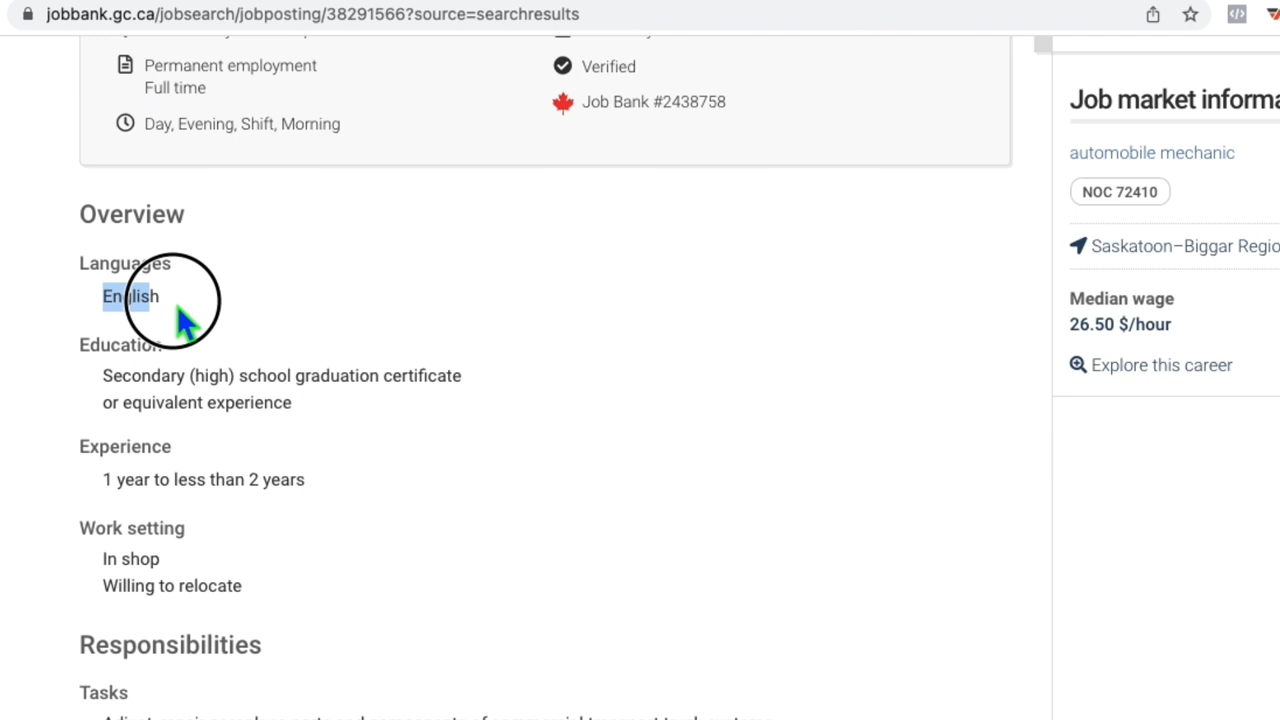 jobbank.gc.ca/jobsearch/jobposting/38291566?source=searchresults
Permanent employment
Full time
Day, Evening, Shift, Morning
Verified
Job Bank #2438758
Overview
Languages
English
Education
Secondary (high) school graduation certificate
or equivalent experience
Experience
1 year to less than 2 years
Work setting
In shop
Willing to relocate
Responsibilities
Tasks
Job market informa
automobile mechanic
NOC 72410
Saskatoon–Biggar Regio
Median wage
26.50 $/hour
Explore this career